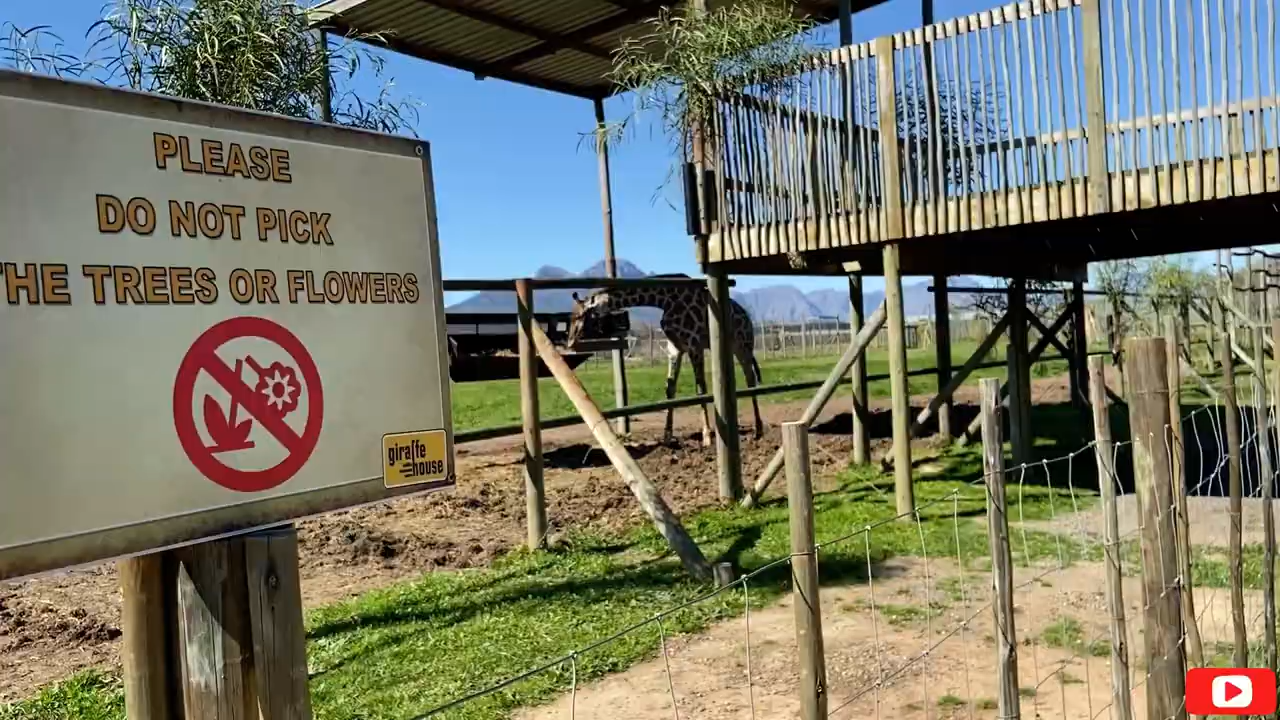 PLEASE
DO NOT PICK
THE TREES OR FLOWERS
giraffe
house